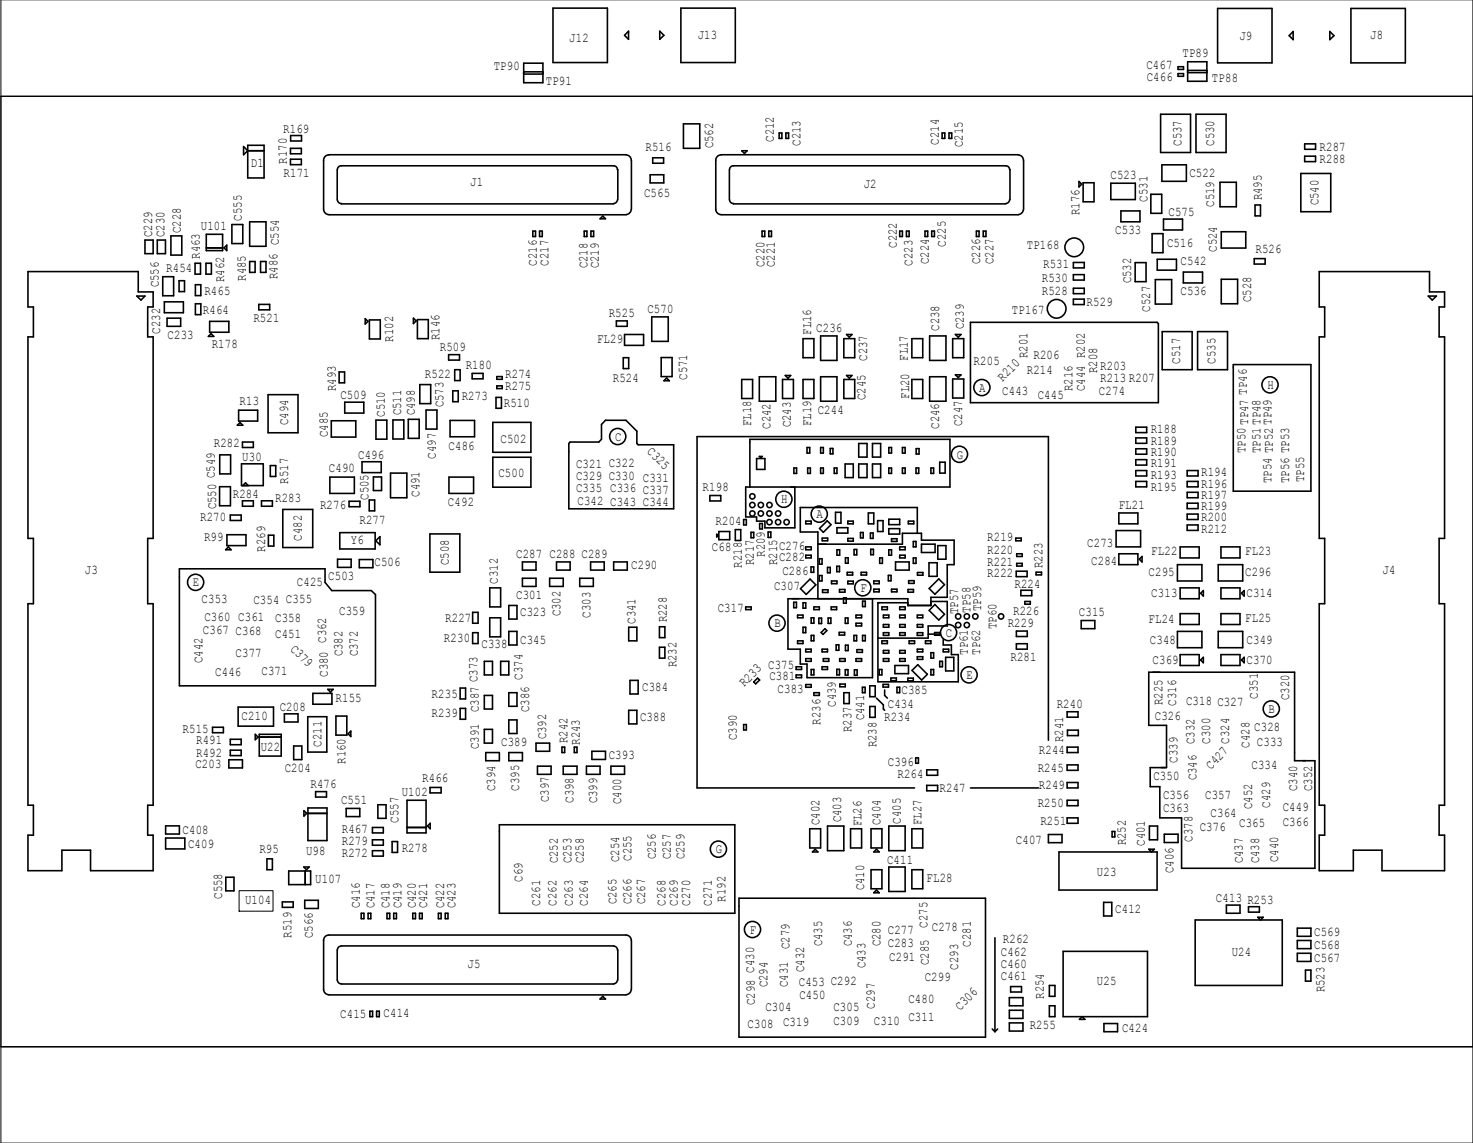 J12 J13 J9 J8
TP90 TP91 TP89 C467 C466 TP88
R169 R170 R171 D1
J1
R516 C565 C562
C212 C213 C214 C215
J2
R176 C523 C531 C533 C537 C530 C522 C519 C575 C516 C524 R495 R287 R288 C540
C229 C230 C228 U101 C555 C554
R463 R462 R485 R486
C556 R454 R465 R464 C232 C233 R178 R521
C216 C217 C218 C219
C220 C221 C222 C223 C224 C225 C226 C227
TP168 R531 R530 R528 R529 TP167
C532 C542 C536 C527 C528 R526
R102 R146 R509 R522 R180 R274 R275 R273 R510
R525 FL29 C570 R524 C571
FL16 C236 C237 FL17 C238 C239
FL18 C242 C243 FL19 C244 C245 FL20 C246 C247
R205 R201 R210 R206 R214 R202 R208 R216 C444 R203 R213 R207 C443 C445 C274 A
C517 C535
TP46 H TP47 TP48 TP49 TP50 TP51 TP52 TP53 TP54 TP56 TP55
R493 C509 C485 C510 C511 C498 C573 C497 C486 C502 C500
R13 C494 R282 U30 C549 C550 R517 R284 R283 R270 R99 R269 C482
C496 C490 C505 C491 C492 R276 R277 Y6 C503 C506 C508
C
C321 C322 C325
C329 C330 C331
C335 C336 C337
C342 C343 C344
R188 R189 R190 R191 R193 R195
R194 R196 R197 R199 R200 R212
FL21 C273 C284
FL22 FL23 C295 C296 C313 C314
FL24 FL25 C348 C349 C369 C370
J3
J4
G H A F B C E
R198 R204 C68 R218 R217 R209 R215
C276 C282 C286 C307 C317
R219 R220 R221 R222 R223 R224 R226 R229 R281
TP57 TP58 TP59 TP60 TP61 TP62
C315
C375 C381 C383 R233 C390
R236 C439 R237 C441 R238 R234 C434 C385
C396 R264 R247
E
C353 C354 C355 C425 C359
C360 C361 C358
C367 C368 C451 C362
C442 C377 C379 C380 C382 C372
C446 C371
C287 C288 C289 C290
C312 C301 C302 C303
R227 C323 R230 C338 C345 C341 R228 R232
C373 C374 R235 C387 C386 R239 C391 C389 C384 C388
C392 R242 R243 C393 C394 C395 C397 C398 C399 C400
R155 C210 C208 R515 R491 R492 C203 U22 C204 C211 R160
R476 C551 U98 C557 U102 R466 R467 R279 R272 R278
C408 C409 R95 C558 U107 U104 R519 C566
R240 R241 R244 R245 R249 R250 R251
R225 C316 C326 C318 C327 C351 C320 B
C339 C332 C300 C324 C428 C328 C333
C346 C427 C334 C350 C340 C352
C356 C363 C357 C364 C452 C429 C449 C366
C378 C376 C365 C437 C438 C440
C402 C403 FL26 C404 C405 FL27
C410 C411 FL28
C407 R252 C401 C406 U23 C412
C69 C252 C253 C258 C254 C255 C256 C257 C259 G
C261 C262 C263 C264 C265 C266 C267 C268 C269 C270 C271 R192
C416 C417 C418 C419 C420 C421 C422 C423
J5
C415 C414
F C279 C435 C436 C280 C277 C275 C278 C281
C430 C294 C431 C432 C433 C283 C285 C293
C298 C453 C292 C291 C299
C450 C297 C480 C306
C304 C305 C311
C308 C319 C309 C310
R262 C462 C460 C461 R255 R254
U25 C424
C413 R253 U24
C569 C568 C567 R523